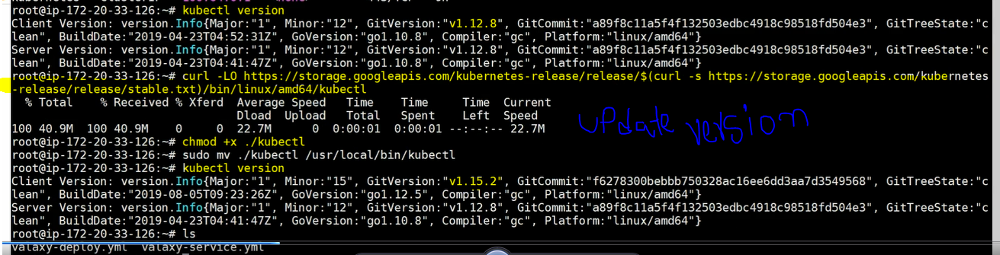 root@ip-172-20-33-126:~# kubectl version
Client Version: version.Info{Major:"1", Minor:"12", GitVersion:"v1.12.8", GitCommit:"a89f8c11a5f4f132503edbc4918c98518fd504e3", GitTreeState:"c
lean", BuildDate:"2019-04-23T04:52:31Z", GoVersion:"go1.10.8", Compiler:"gc", Platform:"linux/amd64"}
Server Version: version.Info{Major:"1", Minor:"12", GitVersion:"v1.12.8", GitCommit:"a89f8c11a5f4f132503edbc4918c98518fd504e3", GitTreeState:"c
lean", BuildDate:"2019-04-23T04:41:47Z", GoVersion:"go1.10.8", Compiler:"gc", Platform:"linux/amd64"}
root@ip-172-20-33-126:~# curl -LO https://storage.googleapis.com/kubernetes-release/release/$(curl -s https://storage.googleapis.com/kubernetes
-release/release/stable.txt)/bin/linux/amd64/kubectl
% Total % Received % Xferd Average Speed Time Time Time Current
Dload Upload Total Spent Left Speed
100 40.9M 100 40.9M 0 0 22.7M 0 0:00:01 0:00:01 --:--:-- 22.7M
update version
root@ip-172-20-33-126:~# chmod +x ./kubectl
root@ip-172-20-33-126:~# sudo mv ./kubectl /usr/local/bin/kubectl
root@ip-172-20-33-126:~# kubectl version
Client Version: version.Info{Major:"1", Minor:"15", GitVersion:"v1.15.2", GitCommit:"f6278300bebbb750328ac16ee6dd3aa7d3549568", GitTreeState:"c
lean", BuildDate:"2019-08-05T09:23:26Z", GoVersion:"go1.12.5", Compiler:"gc", Platform:"linux/amd64"}
Server Version: version.Info{Major:"1", Minor:"12", GitVersion:"v1.12.8", GitCommit:"a89f8c11a5f4f132503edbc4918c98518fd504e3", GitTreeState:"c
lean", BuildDate:"2019-04-23T04:41:47Z", GoVersion:"go1.10.8", Compiler:"gc", Platform:"linux/amd64"}
root@ip-172-20-33-126:~# ls
valaxy-deploy.yml valaxy-service.yml